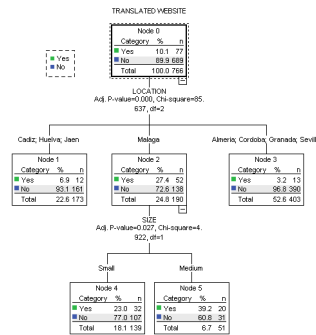 TRANSLATED WEBSITE
Node 0
Category % n
Yes 10.1 77
No 89.9 689
Total 100.0 766
Yes
No
LOCATION
Adj. P-value=0.000, Chi-square=85.
637, df=2
Cadiz; Huelva; Jaen
Malaga
Almeria; Cordoba; Granada; Sevill
Node 1
Category % n
Yes 6.9 12
No 93.1 161
Total 22.6 173
Node 2
Category % n
Yes 27.4 52
No 72.6 138
Total 24.8 190
Node 3
Category % n
Yes 3.2 13
No 96.8 390
Total 52.6 403
SIZE
Adj. P-value=0.027, Chi-square=4.
922, df=1
Small
Medium
Node 4
Category % n
Yes 23.0 32
No 77.0 107
Total 18.1 139
Node 5
Category % n
Yes 39.2 20
No 60.8 31
Total 6.7 51